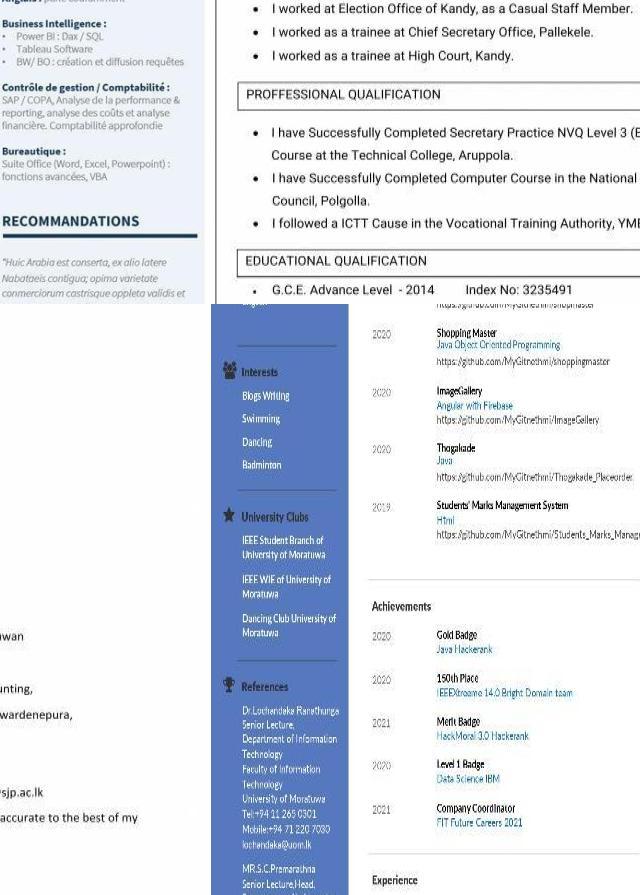 Business Intelligence :
• Power BI : Dax / SQL
• Tableau Software
• BW/ BO : création et diffusion requêtes
Contrôle de gestion / Comptabilité :
SAP / COPA, Analyse de la performance &
reporting, analyse des coûts et analyse
financière. Comptabilité approfondie
Bureautique :
Suite Office (Word, Excel, Powerpoint) :
fonctions avancées, VBA
RECOMMANDATIONS
"Huic Arabia est conserta, ex alio latere
Nabataeis contigua; opima varietate
conmerciorum castrisque oppleta validis et
• I worked at Election Office of Kandy, as a Casual Staff Member.
• I worked as a trainee at Chief Secretary Office, Pallekele.
• I worked as a trainee at High Court, Kandy.
PROFFESSIONAL QUALIFICATION
• I have Successfully Completed Secretary Practice NVQ Level 3 (E
Course at the Technical College, Aruppola.
• I have Successfully Completed Computer Course in the National
Council, Polgolla.
• I followed a ICTT Cause in the Vocational Training Authority, YME
EDUCATIONAL QUALIFICATION
• G.C.E. Advance Level - 2014 Index No: 3235491
uwan
unting,
wardenepura,
sjp.ac.lk
accurate to the best of my
Interests
Blogs Writing
Swimming
Dancing
Badminton
University Clubs
IEEE Student Branch of
University of Moratuwa
IEEE WIE of University of
Moratuwa
Dancing Club University of
Moratuwa
References
Dr.Lochandaka Ranathunga
Senior Lecture,
Department of Information
Technology
Faculty of Information
Technology
University of Moratuwa
Tel:+94 11 265 0301
Mobile:+94 71 220 7030
lochandaka@uom.lk
MR.S.C.Premarathna
Senior Lecture,Head,
https://github.com/MyGitnethmi/shopmaster
2020 Shopping Master
Java Object Oriented Programming
https://github.com/MyGitnethmi/shoppingmaster
2020 ImageGallery
Angular with Firebase
https://github.com/MyGitnethmi/ImageGallery
2020 Thogakade
Java
https://github.com/MyGitnethmi/Thogakade_Placeorder
2019 Students' Marks Management System
Html
https://github.com/MyGitnethmi/Students_Marks_Manage
Achievements
2020 Gold Badge
Java Hackerank
2020 150th Place
IEEEXtreeme 14.0 Bright Domain team
2021 Merit Badge
HackMoral 3.0 Hackerank
2020 Level 1 Badge
Data Science IBM
2021 Company Coordinator
FIT Future Careers 2021
Experience